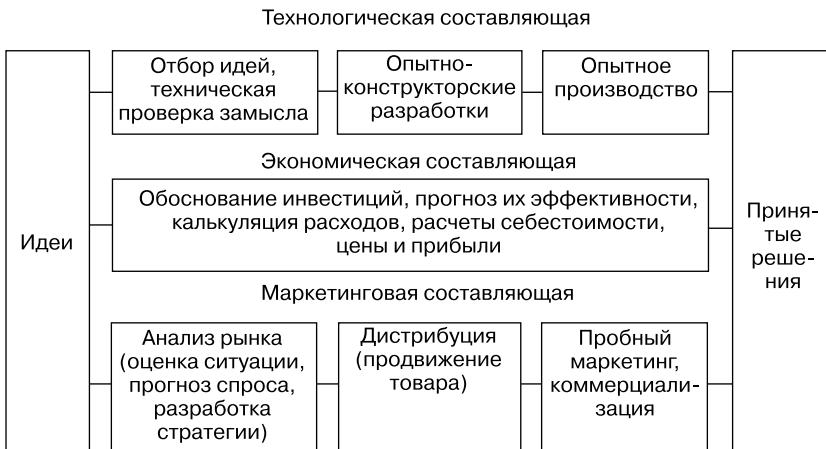 Технологическая составляющая
Идеи
Отбор идей,
техническая
проверка замысла
Опытно-
конструкторские
разработки
Опытное
производство
Экономическая составляющая
Обоснование инвестиций, прогноз их эффективности,
калькуляция расходов, расчеты себестоимости,
цены и прибыли
Маркетинговая составляющая
Анализ рынка
(оценка ситуации,
прогноз спроса,
разработка
стратегии)
Дистрибуция
(продвижение
товара)
Пробный
маркетинг,
коммерциали-
зация
Приня-
тые
реше-
ния